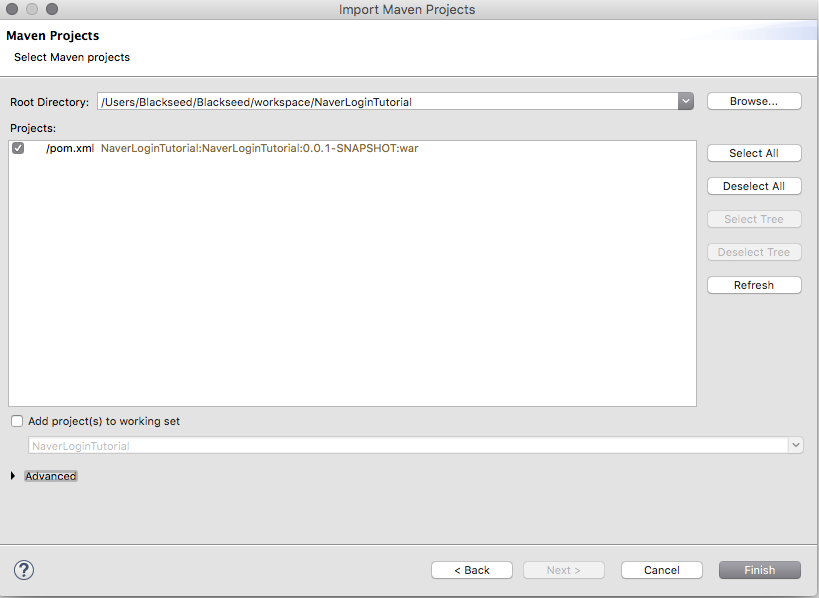 Import Maven Projects
Maven Projects
Select Maven projects
Root Directory: /Users/Blackseed/Blackseed/workspace/NaverLoginTutorial Browse...
Projects:
/pom.xml NaverLoginTutorial:NaverLoginTutorial:0.0.1-SNAPSHOT:war
Select All
Deselect All
Select Tree
Deselect Tree
Refresh
Add project(s) to working set
NaverLoginTutorial
Advanced
? < Back Next > Cancel Finish